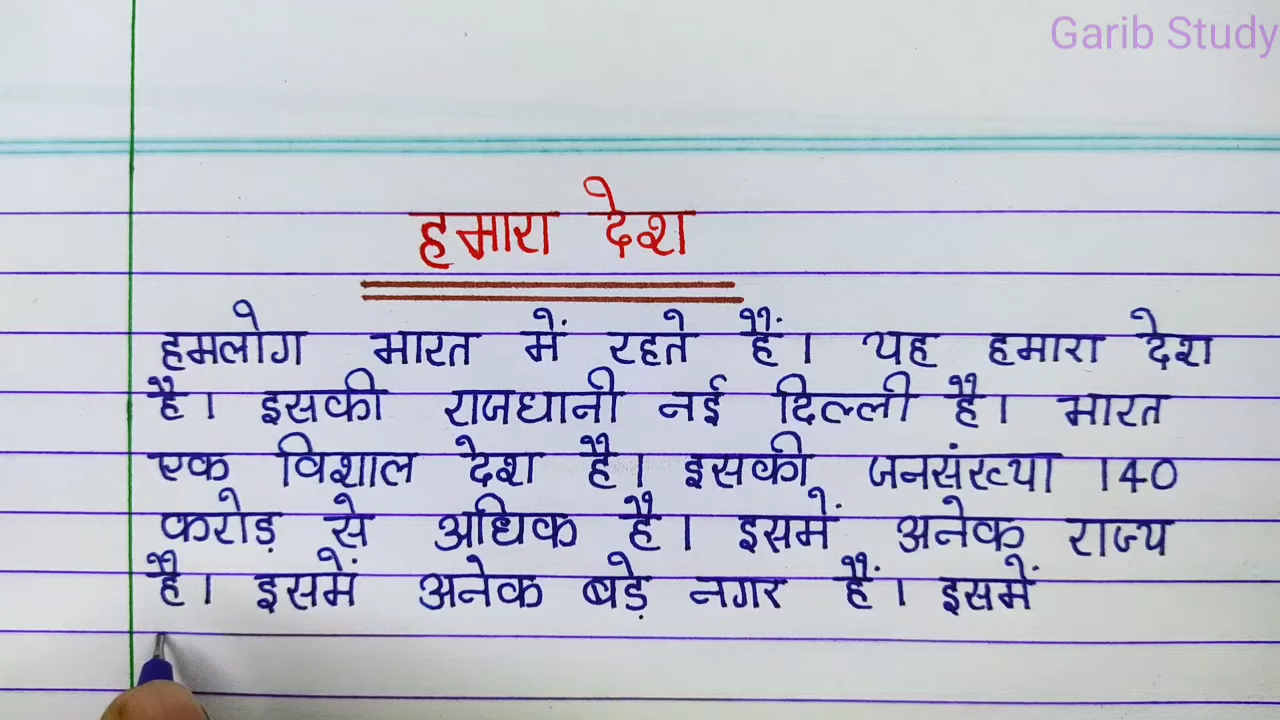 Garib Study
हमारा देश
हमलोग भारत में रहते हैं। यह हमारा देश
है। इसकी राजधानी नई दिल्ली है। भारत
एक विशाल देश है। इसकी जनसंख्या 140
करोड़ से अधिक है। इसमें अनेक राज्य
है। इसमें अनेक बड़े नगर हैं। इसमें